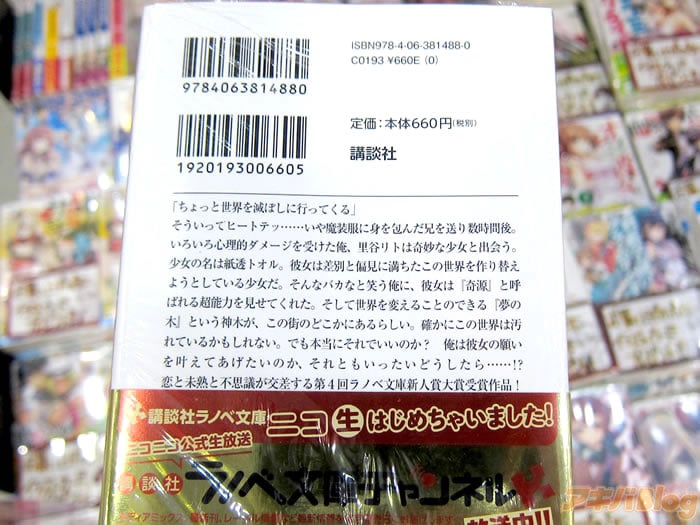 ISBN978-4-06-381488-0
C0193 ¥660E (0)
9784063814880
定価:本体660円(税別)
1920193006605
講談社
「ちょっと世界を滅ぼしに行ってくる」
そういってヒートテッ……いや魔装服に身を包んだ兄を送り数時間後。
いろいろ心理的ダメージを受けた俺、里谷リトは奇妙な少女と出会う。
少女の名は紙透トオル。彼女は差別と偏見に満ちたこの世界を作り替え
ようとしている少女だ。そんなバカなと笑う俺に、彼女は『奇源』と
呼ばれる超能力を見せてくれた。そして世界を変えることのできる『夢の
木』という神木が、この街のどこかにあるらしい。確かにこの世界は汚
れているかもしれない。でも本当にそれでいいのか? 俺は彼女の願い
を叶えてあげたいのか、それともいったいどうしたら……!?
恋と未熟と不思議が交差する第4回ラノベ文庫新人賞大賞受賞作品!
講談社ラノベ文庫 ニコ生はじめちゃいました!
ニコニコ公式生放送
講談社 ラノベ文庫チャンネル
放送中!!
アキバBlog